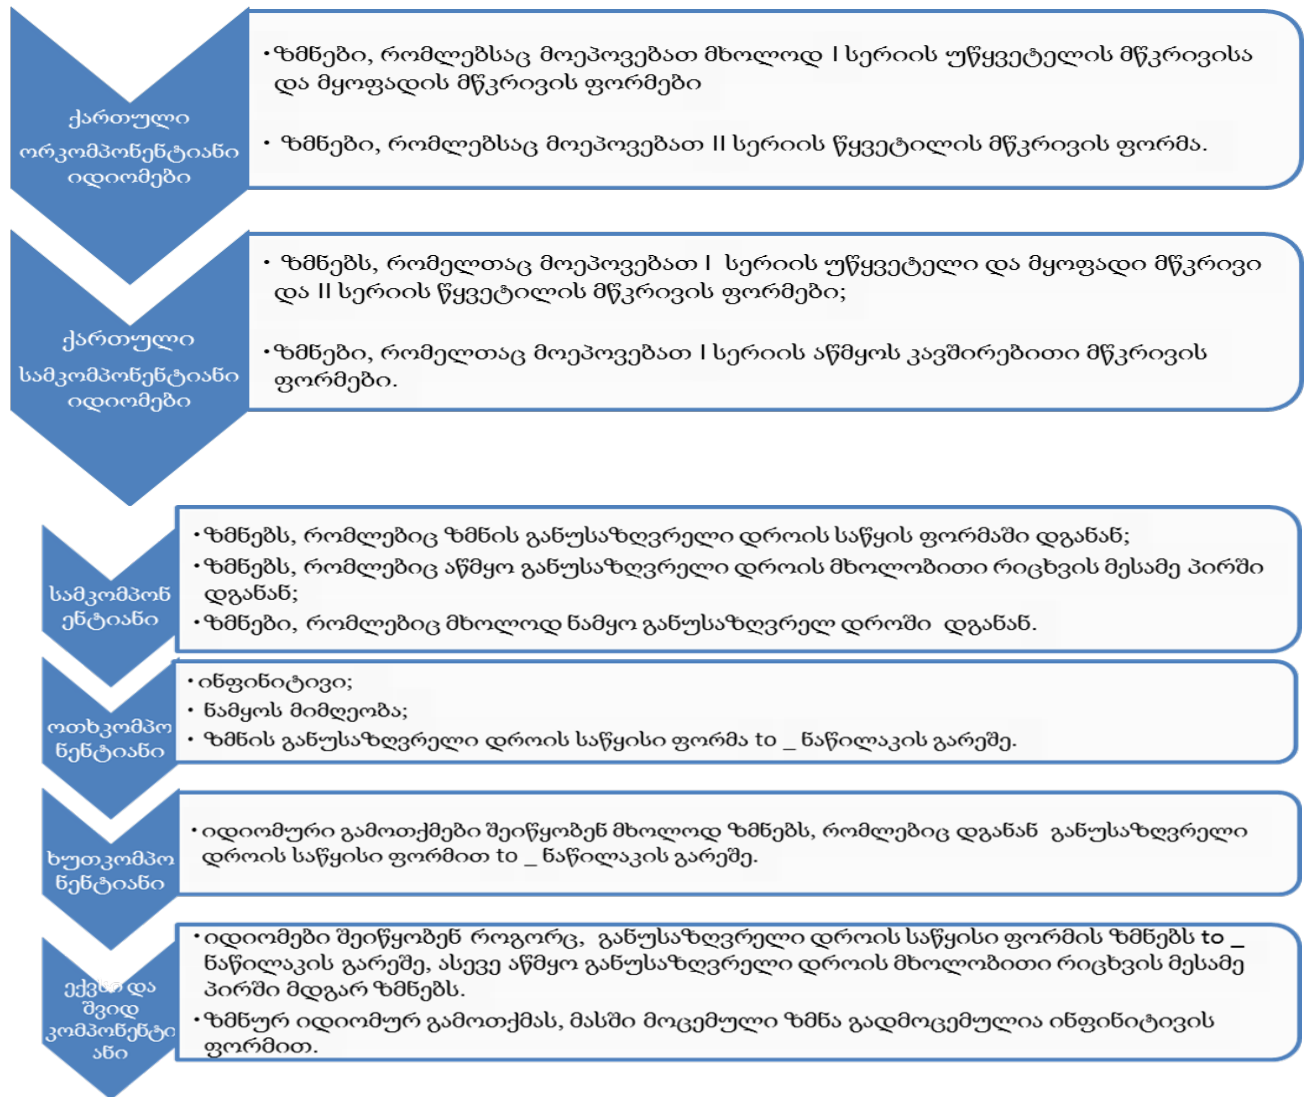 ქართული
ორკომპონენტიანი
იდიომები
• ზმნები, რომლებსაც მოეპოვებათ მხოლოდ I სერიის უწყვეტელის მწკრივისა
და მყოფადის მწკრივის ფორმები
• ზმნები, რომლებსაც მოეპოვებათ II სერიის წყვეტილის მწკრივის ფორმა.
ქართული
სამკომპონენტიანი
იდიომები
• ზმნებს, რომელთაც მოეპოვებათ I სერიის უწყვეტელი და მყოფადი მწკრივი
და II სერიის წყვეტილის მწკრივის ფორმები;
• ზმნები, რომელთაც მოეპოვებათ I სერიის აწმყოს კავშირებითი მწკრივის
ფორმები.
სამკომპონ
ენტიანი
• ზმნებს, რომლებიც ზმნის განუსაზღვრელი დროის საწყის ფორმაში დგანან;
• ზმნებს, რომლებიც აწმყო განუსაზღვრელი დროის მხოლობითი რიცხვის მესამე პირში
დგანან;
• ზმნები, რომლებიც მხოლოდ ნამყო განუსაზღვრელ დროში დგანან.
ოთხკომპო
ნენტიანი
• ინფინიტივი;
• ნამყოს მიმღეობა;
• ზმნის განუსაზღვრელი დროის საწყისი ფორმა to _ ნაწილაკის გარეშე.
ხუთკომპო
ნენტიანი
• იდიომური გამოთქმები შეიწყობენ მხოლოდ ზმნებს, რომლებიც დგანან განუსაზღვრელი
დროის საწყისი ფორმით to _ ნაწილაკის გარეშე.
ექვსი და
შვიდ
კომპონენტი
ანი
• იდიომები შეიწყობენ როგორც, განუსაზღვრელი დროის საწყისი ფორმის ზმნებს to _
ნაწილაკის გარეშე, ასევე აწმყო განუსაზღვრელი დროის მხოლობითი რიცხვის მესამე
პირში მდგარ ზმნებს.
• ზმნურ იდიომურ გამოთქმას, მასში მოცემული ზმნა გადმოცემულია ინფინიტივის
ფორმით.